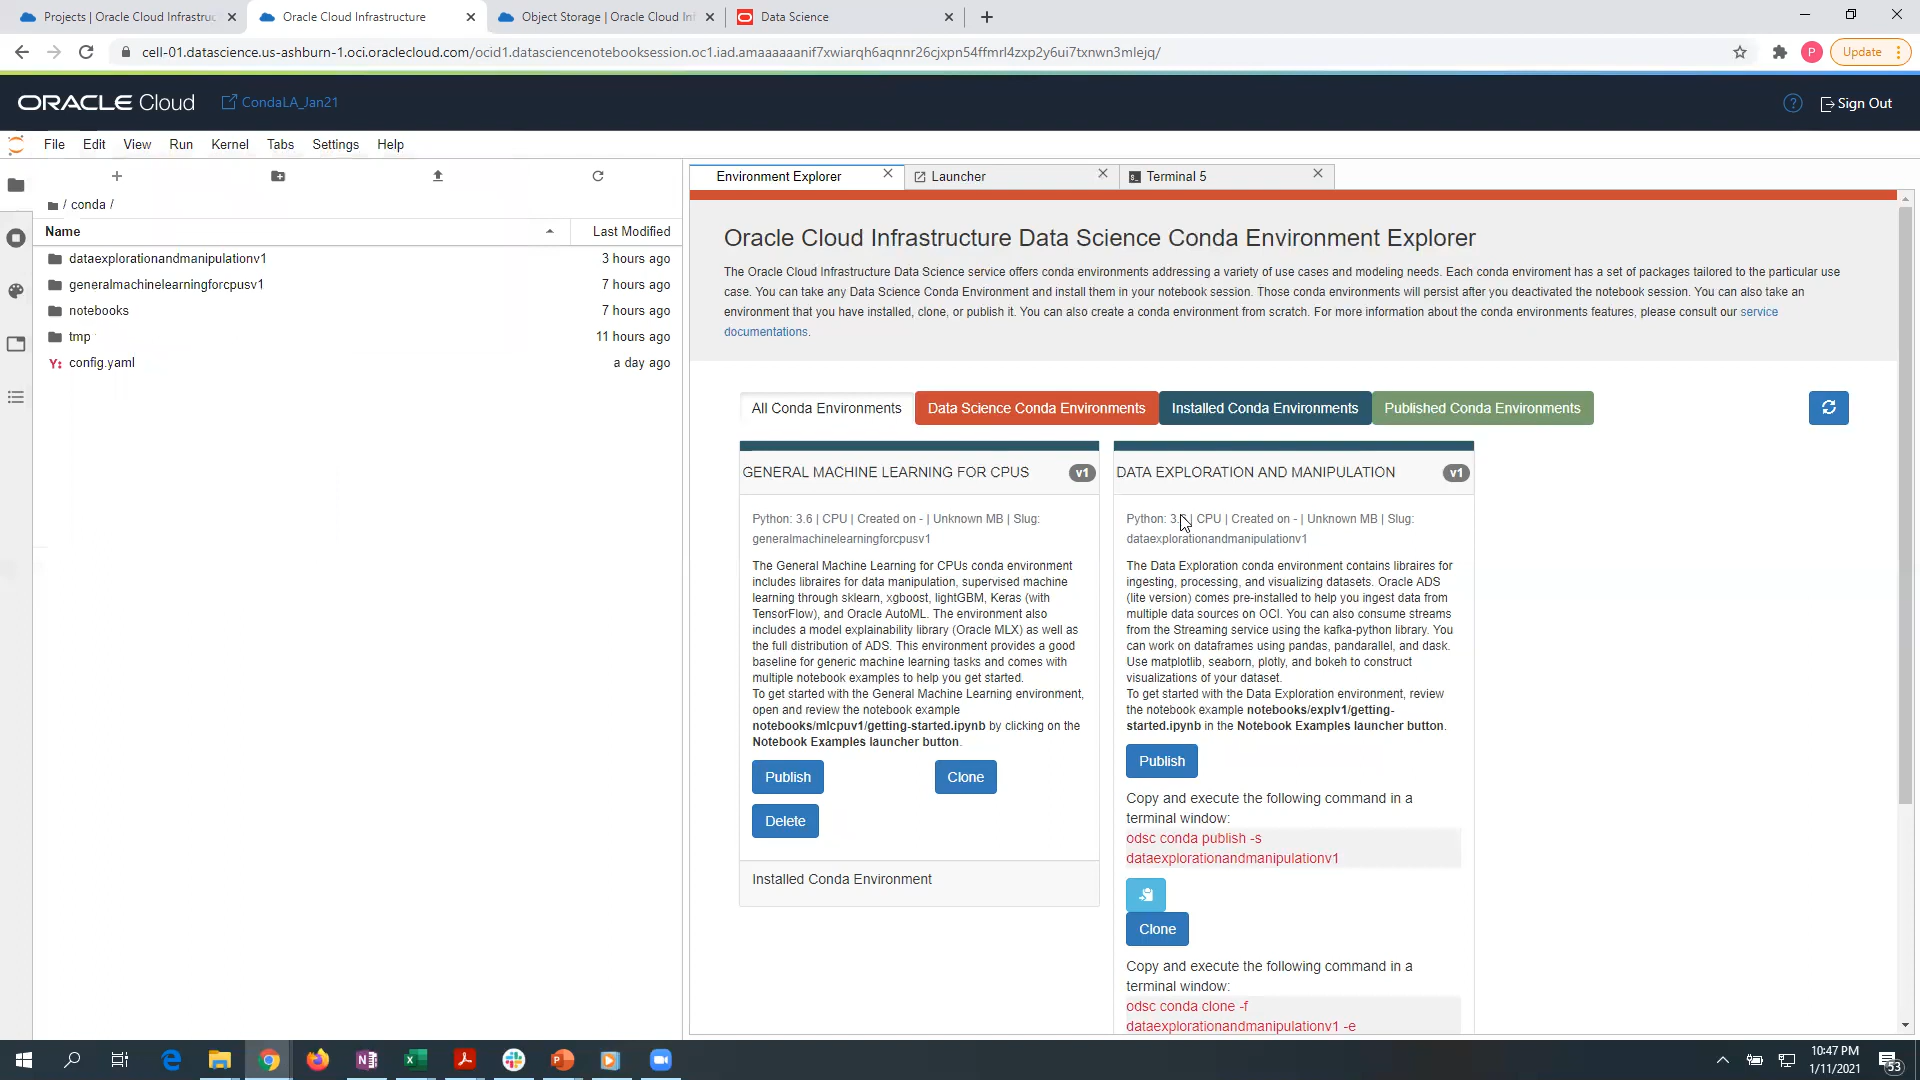 Projects | Oracle Cloud Infrastruc
Oracle Cloud Infrastructure
Object Storage | Oracle Cloud In
Data Science
cell-01.datascience.us-ashburn-1.oci.oraclecloud.com/ocid1.datasciencenotebooksession.oc1.iad.amaaaaaanif7xwiarqh6aqnnr26cjxpn54ffmrl4zxp2y6ui7txnwn3mlejq/
P
Update
ORACLE Cloud
CondaLA_Jan21
Sign Out
File Edit View Run Kernel Tabs Settings Help
/ conda /
Name
Last Modified
dataexplorationandmanipulationv1 3 hours ago
generalmachinelearningforcpusv1 7 hours ago
notebooks 7 hours ago
tmp 11 hours ago
Y: config.yaml a day ago
Environment Explorer
Launcher
Terminal 5
Oracle Cloud Infrastructure Data Science Conda Environment Explorer
The Oracle Cloud Infrastructure Data Science service offers conda environments addressing a variety of use cases and modeling needs. Each conda enviroment has a set of packages tailored to the particular use
case. You can take any Data Science Conda Environment and install them in your notebook session. Those conda environments will persist after you deactivated the notebook session. You can also take an
environment that you have installed, clone, or publish it. You can also create a conda environment from scratch. For more information about the conda environments features, please consult our service
documentations.
All Conda Environments
Data Science Conda Environments
Installed Conda Environments
Published Conda Environments
GENERAL MACHINE LEARNING FOR CPUS
v1
Python: 3.6 | CPU | Created on - | Unknown MB | Slug:
generalmachinelearningforcpusv1
The General Machine Learning for CPUs conda environment
includes libraires for data manipulation, supervised machine
learning through sklearn, xgboost, lightGBM, Keras (with
TensorFlow), and Oracle AutoML. The environment also
includes a model explainability library (Oracle MLX) as well as
the full distribution of ADS. This environment provides a good
baseline for generic machine learning tasks and comes with
multiple notebook examples to help you get started.
To get started with the General Machine Learning environment,
open and review the notebook example
notebooks/mlcpuv1/getting-started.ipynb by clicking on the
Notebook Examples launcher button.
Publish
Clone
Delete
Installed Conda Environment
DATA EXPLORATION AND MANIPULATION
v1
Python: 3. | CPU | Created on - | Unknown MB | Slug:
dataexplorationandmanipulationv1
The Data Exploration conda environment contains libraires for
ingesting, processing, and visualizing datasets. Oracle ADS
(lite version) comes pre-installed to help you ingest data from
multiple data sources on OCI. You can also consume streams
from the Streaming service using the kafka-python library. You
can work on dataframes using pandas, pandarallel, and dask.
Use matplotlib, seaborn, plotly, and bokeh to construct
visualizations of your dataset.
To get started with the Data Exploration environment, review
the notebook example notebooks/explv1/getting-
started.ipynb in the Notebook Examples launcher button.
Publish
Copy and execute the following command in a
terminal window:
odsc conda publish -s
dataexplorationandmanipulationv1
Clone
Copy and execute the following command in a
terminal window:
odsc conda clone -f
dataexplorationandmanipulationv1 -e
10:47 PM
1/11/2021
53